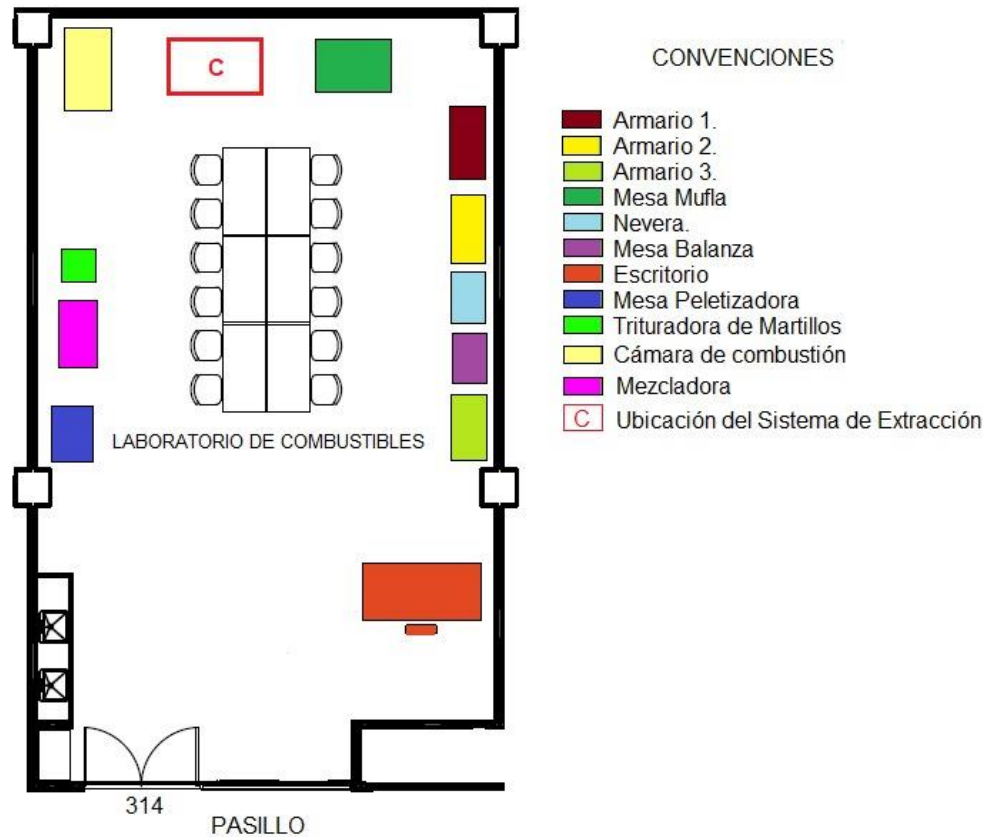 C
LABORATORIO DE COMBUSTIBLES
314
PASILLO
CONVENCIONES
Armario 1.
Armario 2.
Armario 3.
Mesa Mufla
Nevera.
Mesa Balanza
Escritorio
Mesa Peletizadora
Trituradora de Martillos
Cámara de combustión
Mezcladora
C Ubicación del Sistema de Extracción